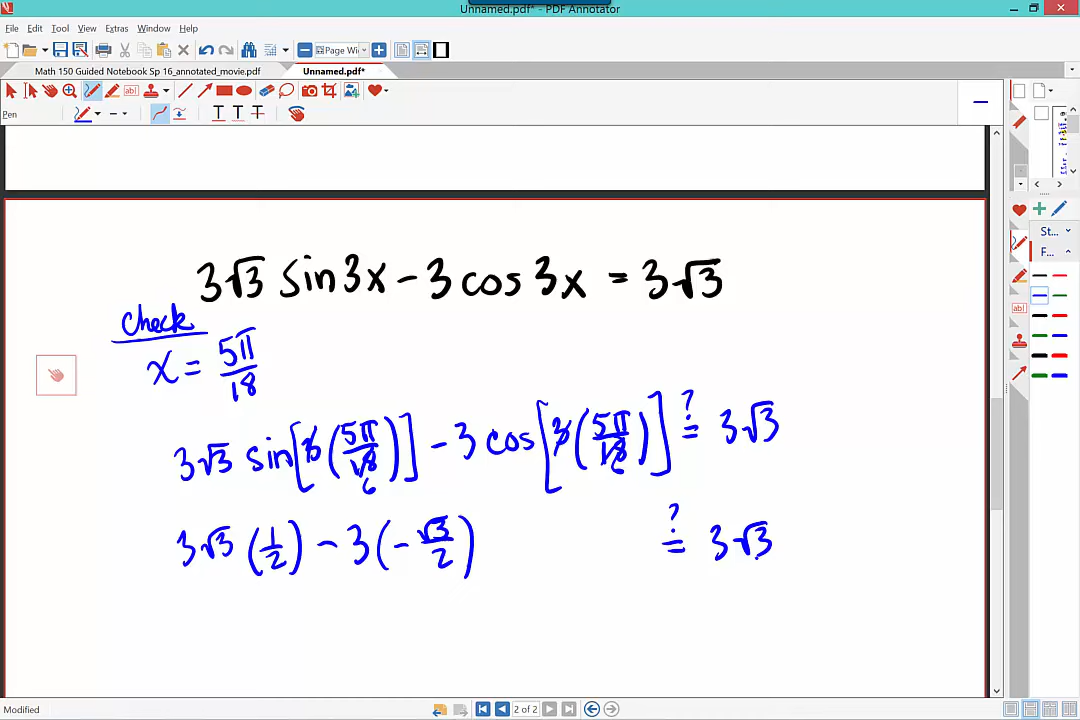 Unnamed.pdf* - PDF Annotator
File Edit Tool View Extras Window Help
Page Wi
Math 150 Guided Notebook Sp 16_annotated_movie.pdf Unnamed.pdf*
Pen
St...
F...
3√3 sin3x - 3 cos 3x = 3√3
check
x = 5π/18
3√3 sin[3(5π/18)] - 3 cos[3(5π/18)] ?= 3√3
6 6
3√3 (1/2) - 3(-√3/2) ?= 3√3
Modified
2 of 2